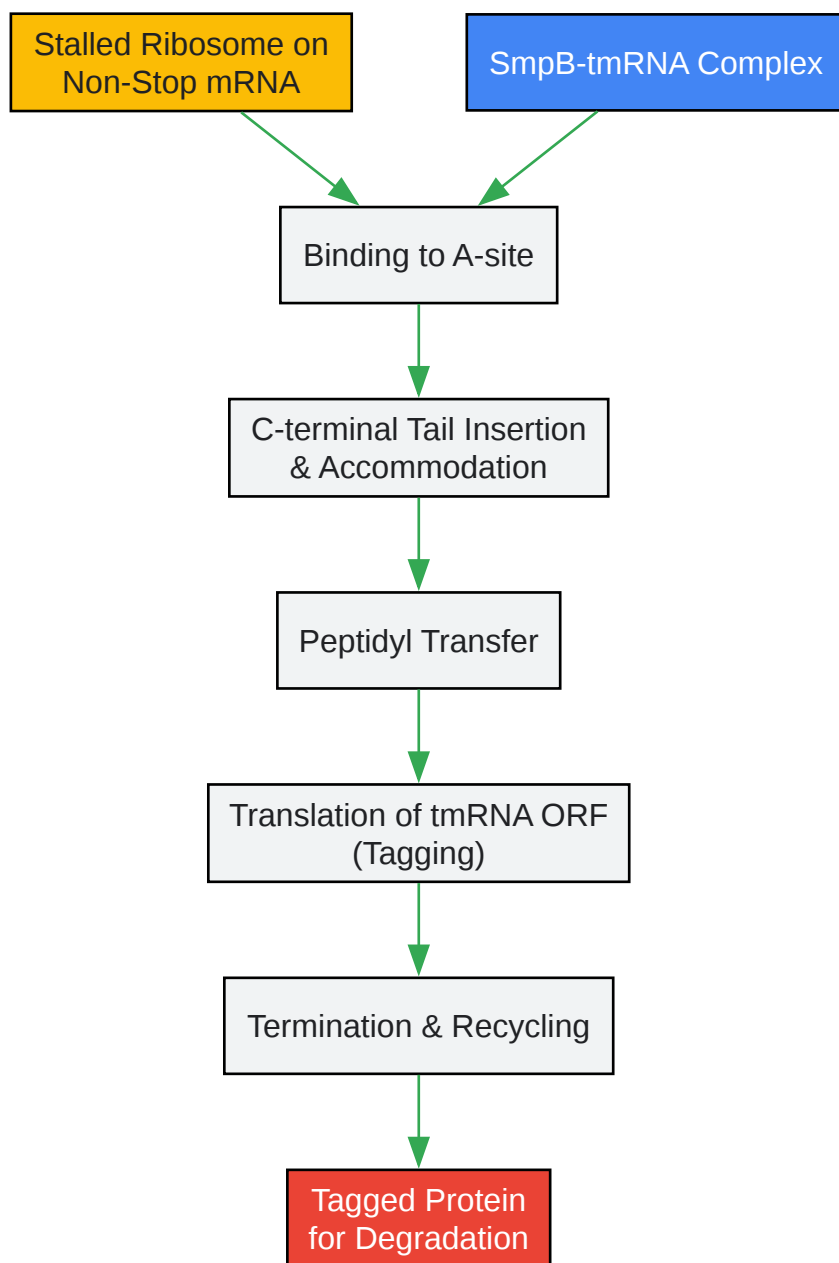 Stalled Ribosome on
Non-Stop mRNA
SmpB-tmRNA Complex
Binding to A-site
C-terminal Tail Insertion
& Accommodation
Peptidyl Transfer
Translation of tmRNA ORF
(Tagging)
Termination & Recycling
Tagged Protein
for Degradation